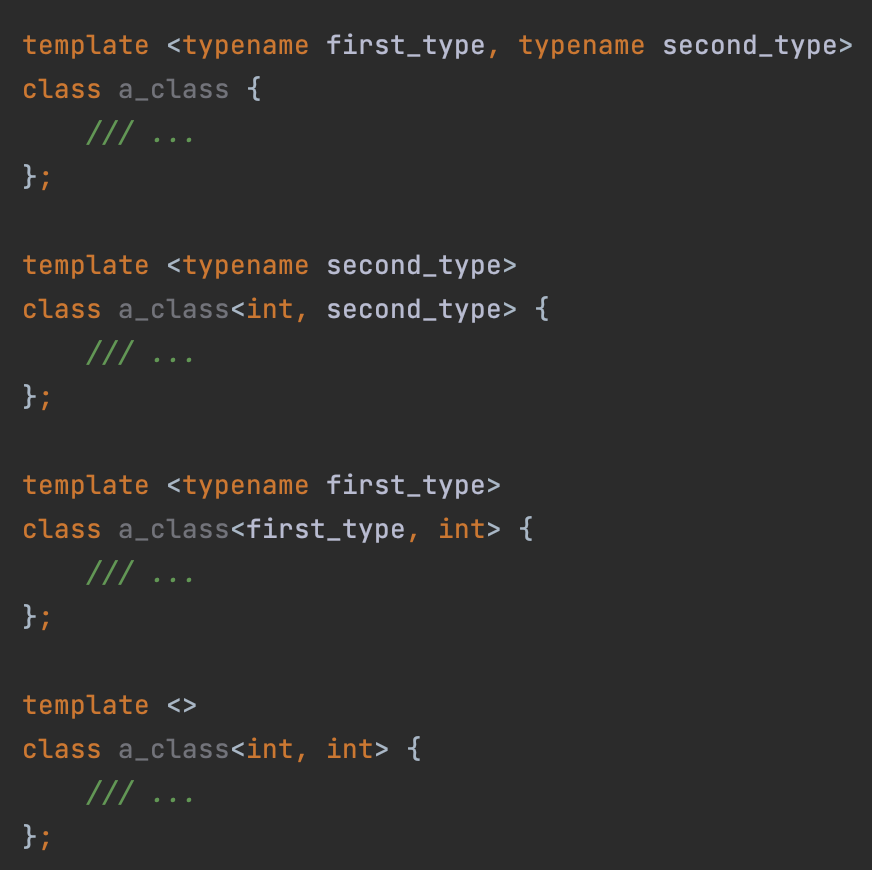 template <typename first_type, typename second_type>
class a_class {
    /// ...
};

template <typename second_type>
class a_class<int, second_type> {
    /// ...
};

template <typename first_type>
class a_class<first_type, int> {
    /// ...
};

template <>
class a_class<int, int> {
    /// ...
};